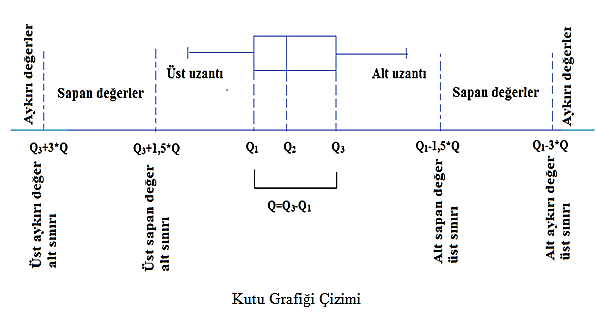 Aykırı değerler
Sapan değerler
Üst uzantı
Alt uzantı
Sapan değerler
Aykırı değerler
Q3+3*Q
Q3+1,5*Q
Q1
Q2
Q3
Q1-1,5*Q
Q1-3*Q
Q=Q3-Q1
Üst aykırı değer
alt sınırı
Üst sapan değer
alt sınırı
Alt sapan değer
üst sınırı
Alt aykırı değer
üst sınırı
Kutu Grafiği Çizimi